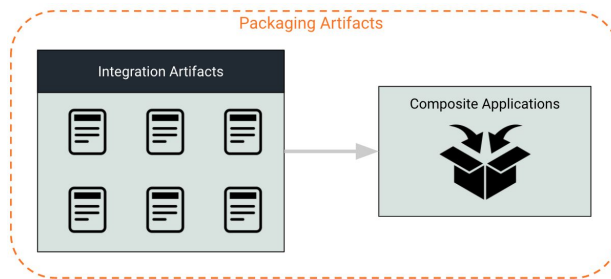 Packaging Artifacts
Integration Artifacts
Composite Applications